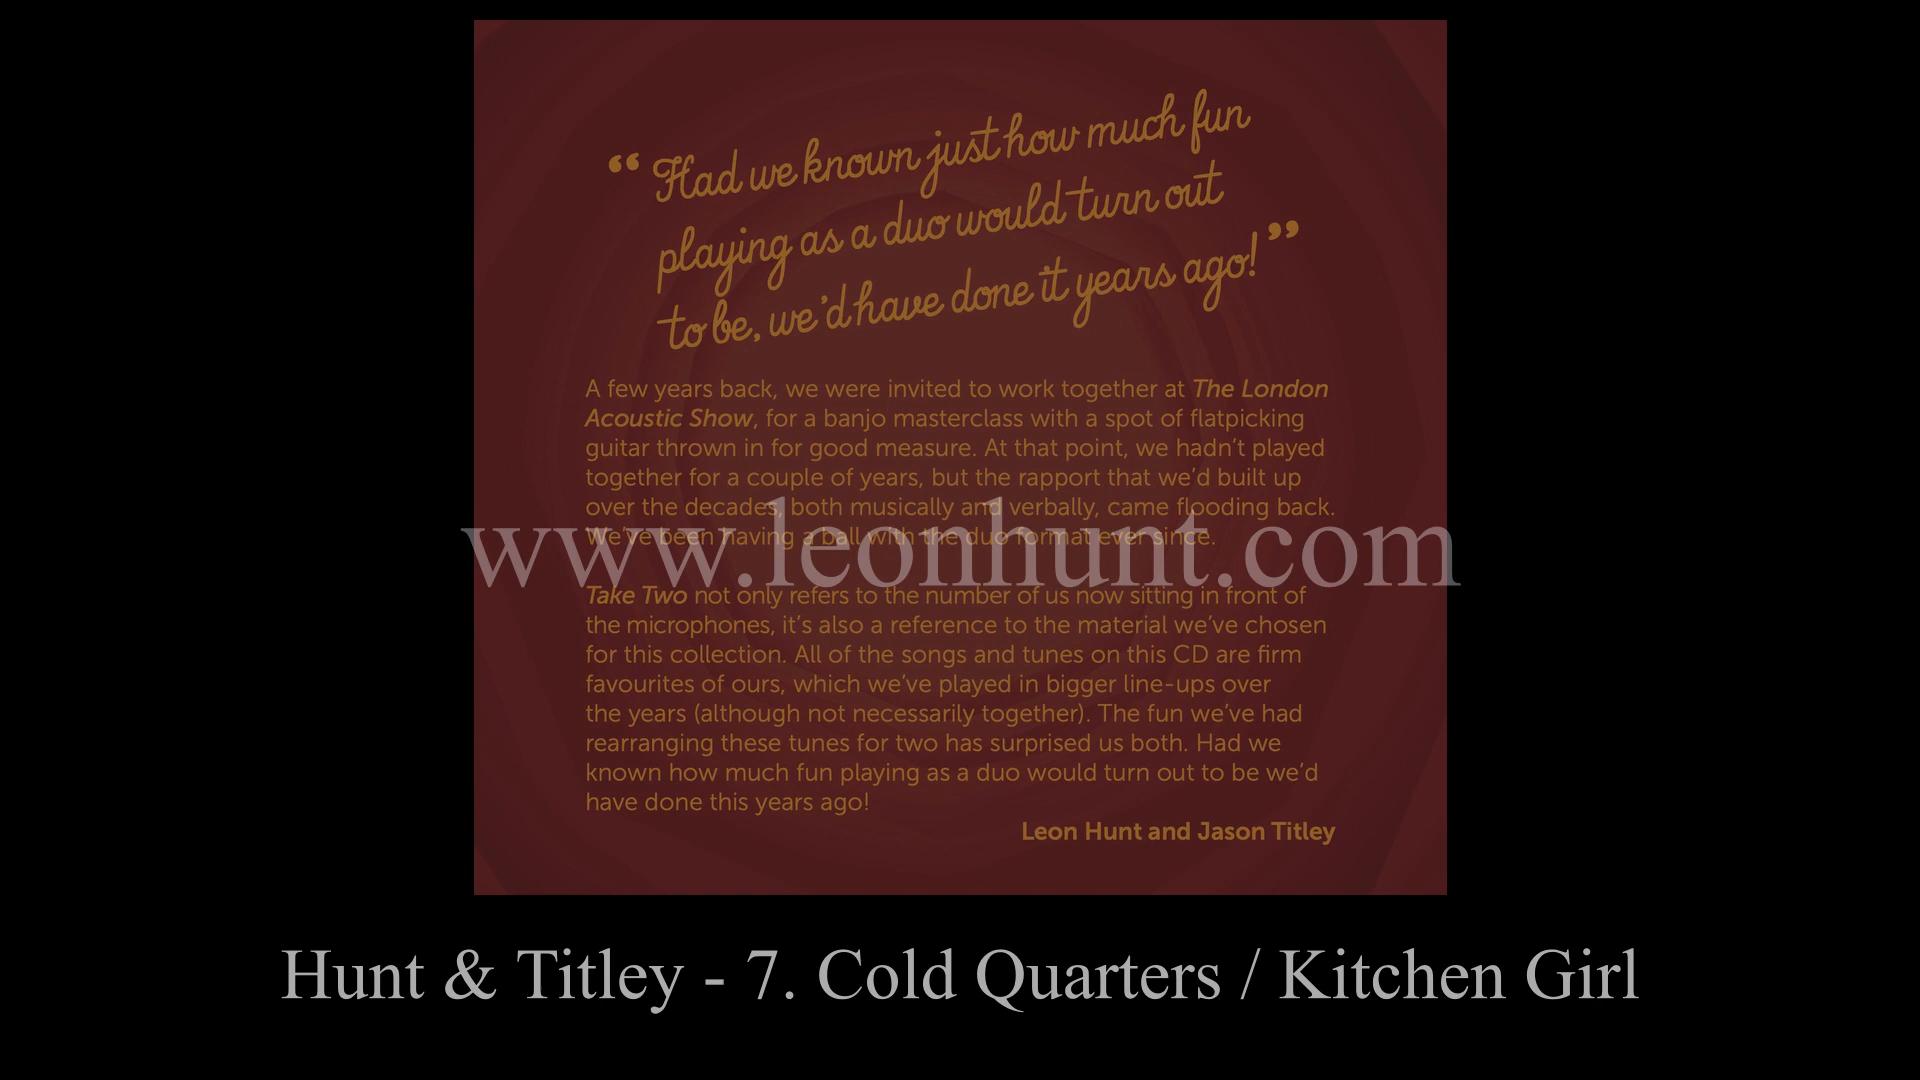 “Had we known just how much fun
playing as a duo would turn out
to be, we’d have done it years ago!”
A few years back, we were invited to work together at The London
Acoustic Show, for a banjo masterclass with a spot of flatpicking
guitar thrown in for good measure. At that point, we hadn’t played
together for a couple of years, but the rapport that we’d built up
over the decades, both musically and verbally, came flooding back.
We’ve been having a ball with the duo format ever since.
www.leonhunt.com
Take Two not only refers to the number of us now sitting in front of
the microphones, it’s also a reference to the material we’ve chosen
for this collection. All of the songs and tunes on this CD are firm
favourites of ours, which we’ve played in bigger line-ups over
the years (although not necessarily together). The fun we’ve had
rearranging these tunes for two has surprised us both. Had we
known how much fun playing as a duo would turn out to be we’d
have done this years ago!
Leon Hunt and Jason Titley
Hunt & Titley - 7. Cold Quarters / Kitchen Girl